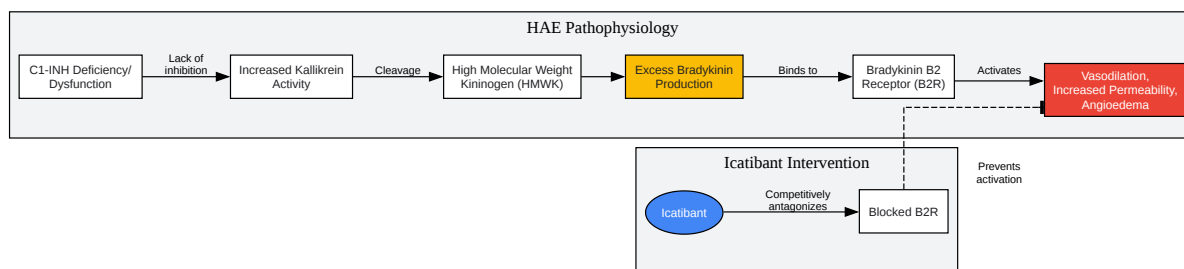 HAE Pathophysiology
C1-INH Deficiency/
Dysfunction
Lack of
inhibition
Increased Kallikrein
Activity
Cleavage
High Molecular Weight
Kininogen (HMWK)
Excess Bradykinin
Production
Binds to
Bradykinin B2
Receptor (B2R)
Activates
Vasodilation,
Increased Permeability,
Angioedema
Icatibant Intervention
Icatibant
Competitively
antagonizes
Blocked B2R
Prevents
activation